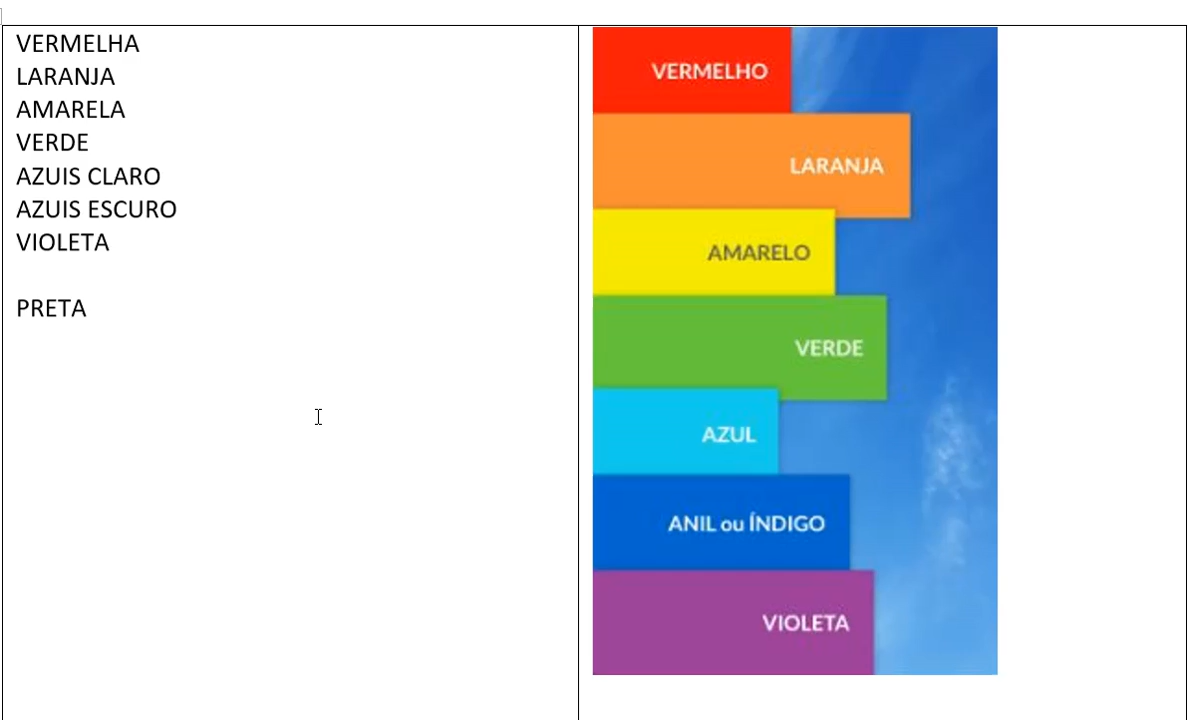 VERMELHA
LARANJA
AMARELA
VERDE
AZUIS CLARO
AZUIS ESCURO
VIOLETA
PRETA
VERMELHO
LARANJA
AMARELO
VERDE
AZUL
ANIL ou ÍNDIGO
VIOLETA